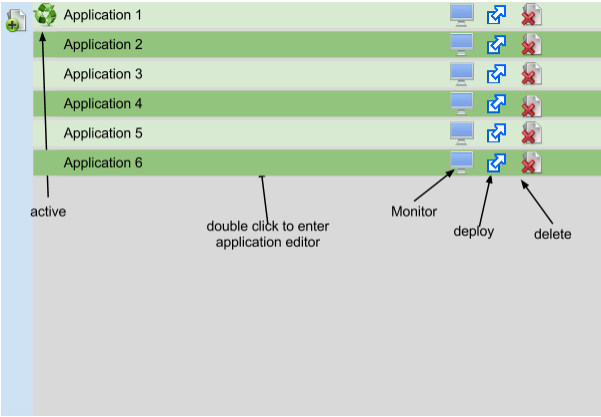 Application 1
Application 2
Application 3
Application 4
Application 5
Application 6
active
double click to enter
application editor
Monitor
deploy
delete